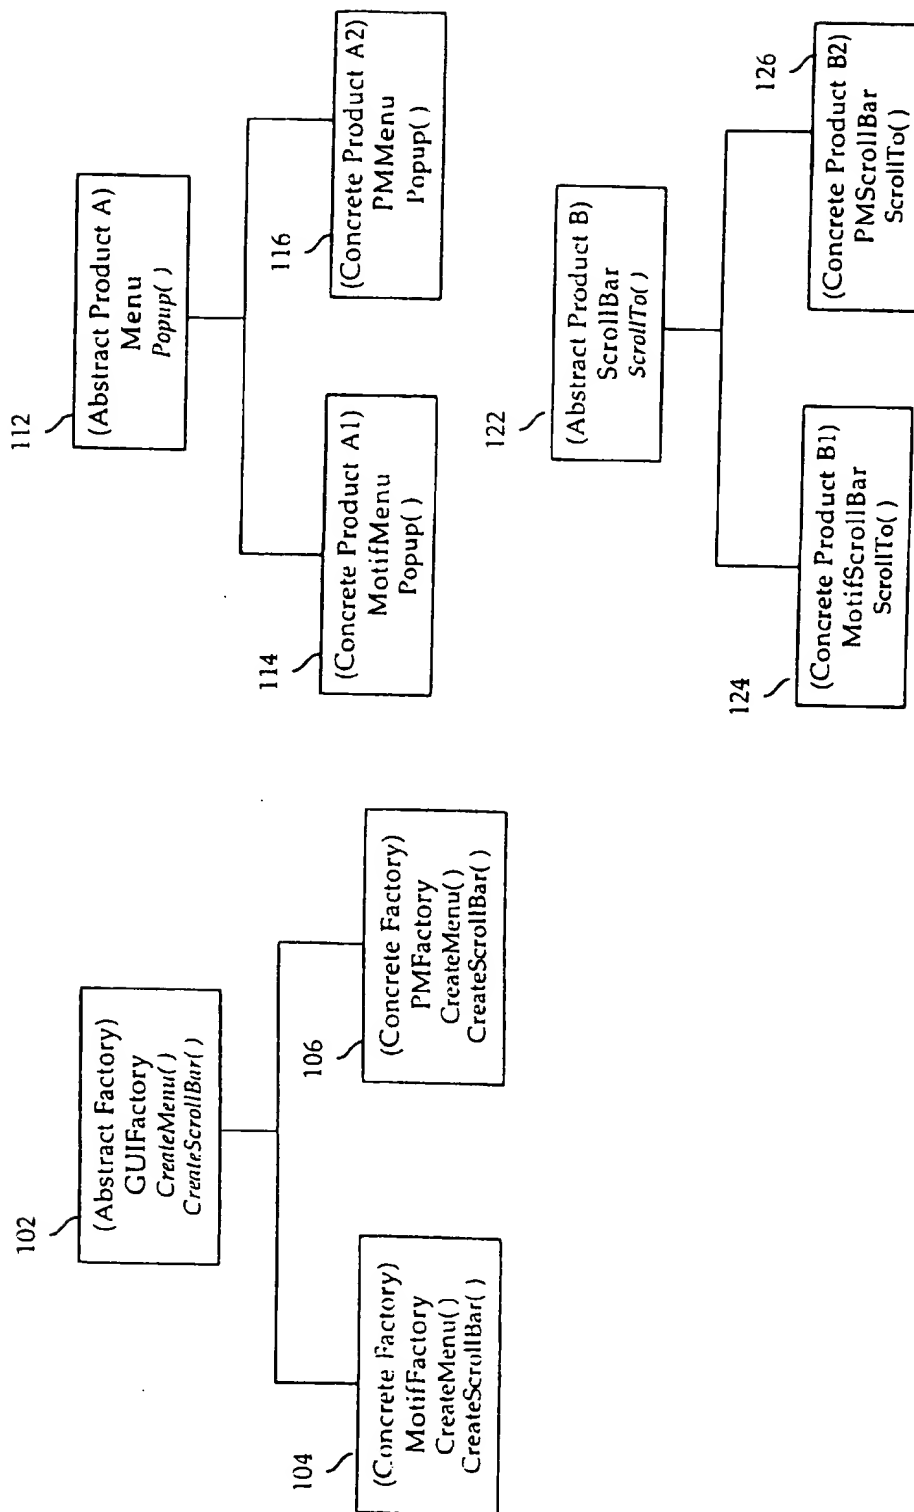 102
(Abstract Factory)
GUIFactory
CreateMenu( )
CreateScrollBar( )
104
(Concrete Factory)
MotifFactory
CreateMenu( )
CreateScrollBar( )
106
(Concrete Factory)
PMFactory
CreateMenu( )
CreateScrollBar( )
112
(Abstract Product A)
Menu
Popup( )
114
(Concrete Product A1)
MotifMenu
Popup( )
116
(Concrete Product A2)
PMMenu
Popup( )
122
(Abstract Product B)
ScrollBar
ScrollTo( )
124
(Concrete Product B1)
MotifScrollBar
ScrollTo( )
126
(Concrete Product B2)
PMScrollBar
ScrollTo( )